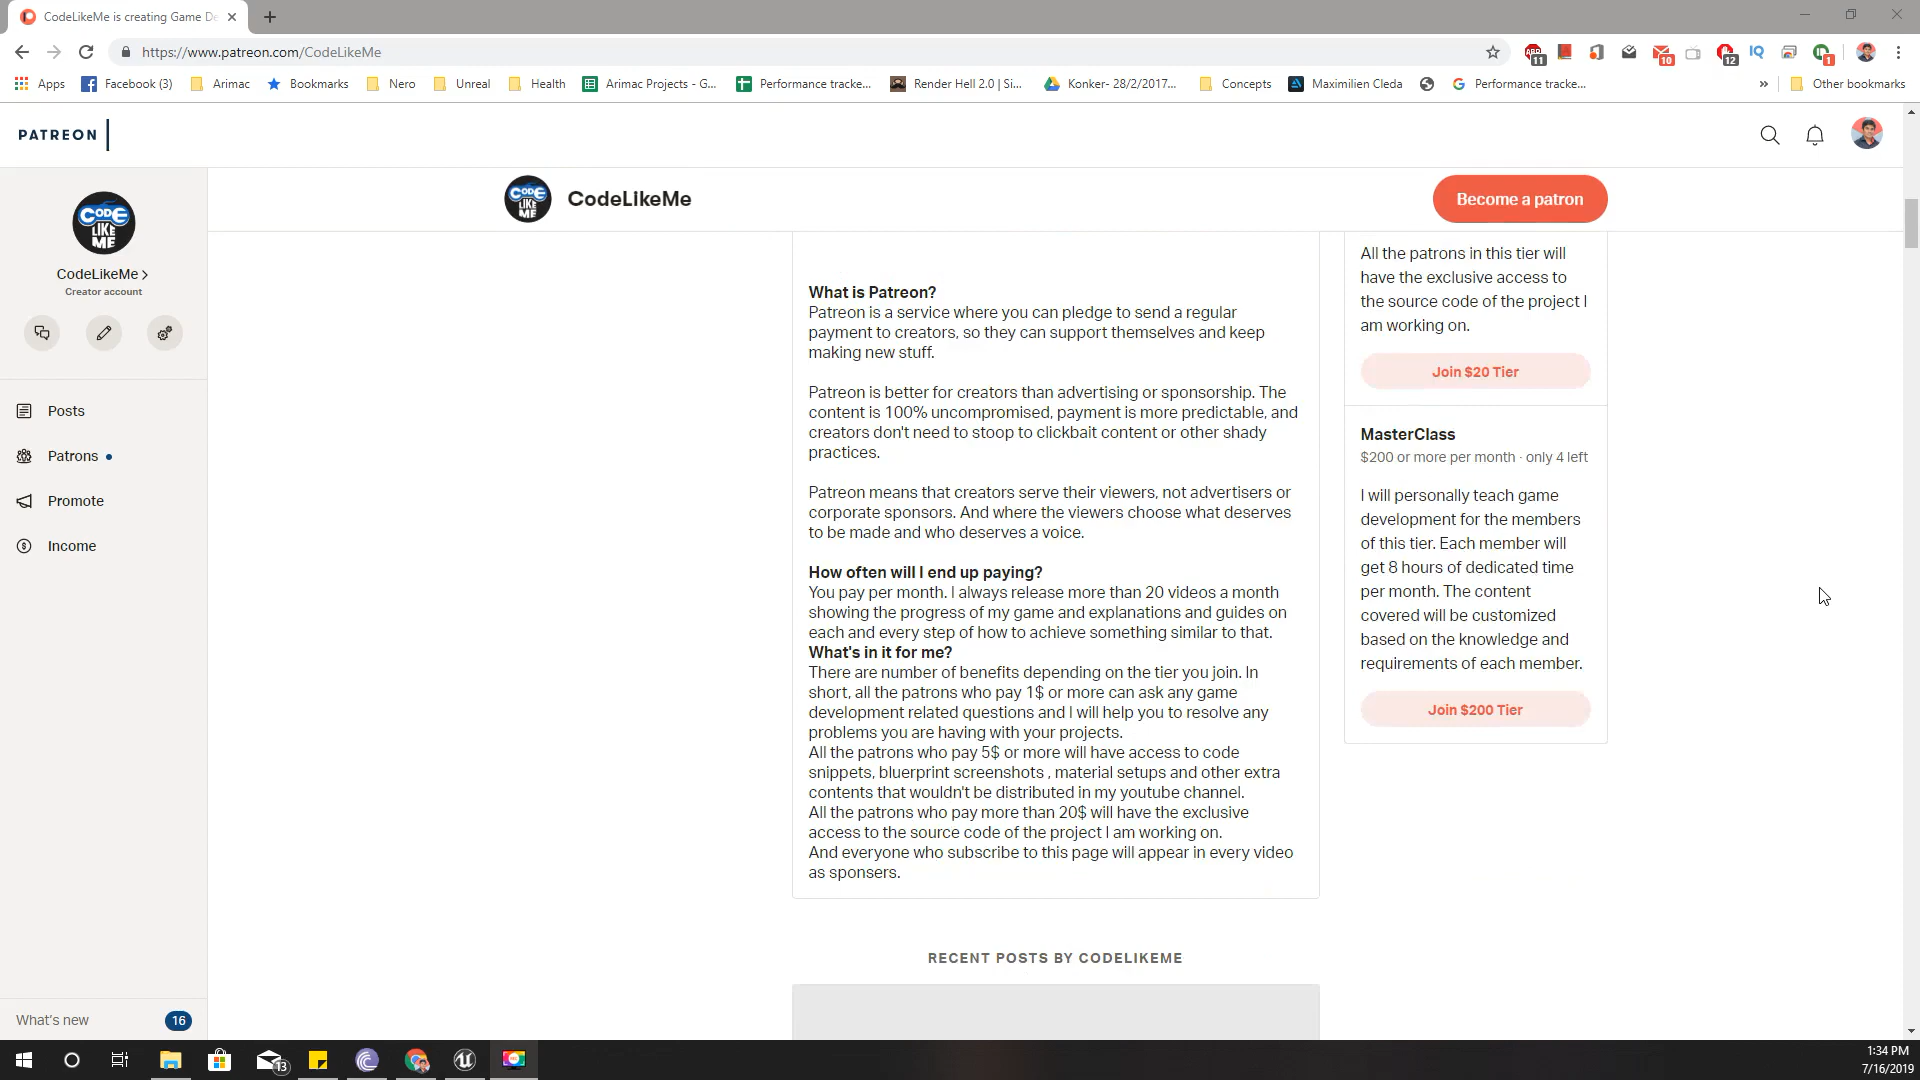 CodeLikeMe is creating Game De
https://www.patreon.com/CodeLikeMe
11
10
12
IQ
1
Apps
Facebook (3)
Arimac
Bookmarks
Nero
Unreal
Health
Arimac Projects - G...
Performance tracke...
Render Hell 2.0 | Si...
Konker- 28/2/2017...
Concepts
Maximilien Cleda
Performance tracke...
»
Other bookmarks
PATREON
CODE
LIKE
ME
CodeLikeMe
Become a patron
CODE
LIKE
ME
CodeLikeMe >
Creator account
Posts
Patrons
Promote
Income
What's new
16
What is Patreon?
Patreon is a service where you can pledge to send a regular
payment to creators, so they can support themselves and keep
making new stuff.
Patreon is better for creators than advertising or sponsorship. The
content is 100% uncompromised, payment is more predictable, and
creators don't need to stoop to clickbait content or other shady
practices.
Patreon means that creators serve their viewers, not advertisers or
corporate sponsors. And where the viewers choose what deserves
to be made and who deserves a voice.
How often will I end up paying?
You pay per month. I always release more than 20 videos a month
showing the progress of my game and explanations and guides on
each and every step of how to achieve something similar to that.
What's in it for me?
There are number of benefits depending on the tier you join. In
short, all the patrons who pay 1$ or more can ask any game
development related questions and I will help you to resolve any
problems you are having with your projects.
All the patrons who pay 5$ or more will have access to code
snippets, bluerprint screenshots , material setups and other extra
contents that wouldn't be distributed in my youtube channel.
All the patrons who pay more than 20$ will have the exclusive
access to the source code of the project I am working on.
And everyone who subscribe to this page will appear in every video
as sponsers.
RECENT POSTS BY CODELIKEME
All the patrons in this tier will
have the exclusive access to
the source code of the project I
am working on.
Join $20 Tier
MasterClass
$200 or more per month · only 4 left
I will personally teach game
development for the members
of this tier. Each member will
get 8 hours of dedicated time
per month. The content
covered will be customized
based on the knowledge and
requirements of each member.
Join $200 Tier
13
1:34 PM
7/16/2019